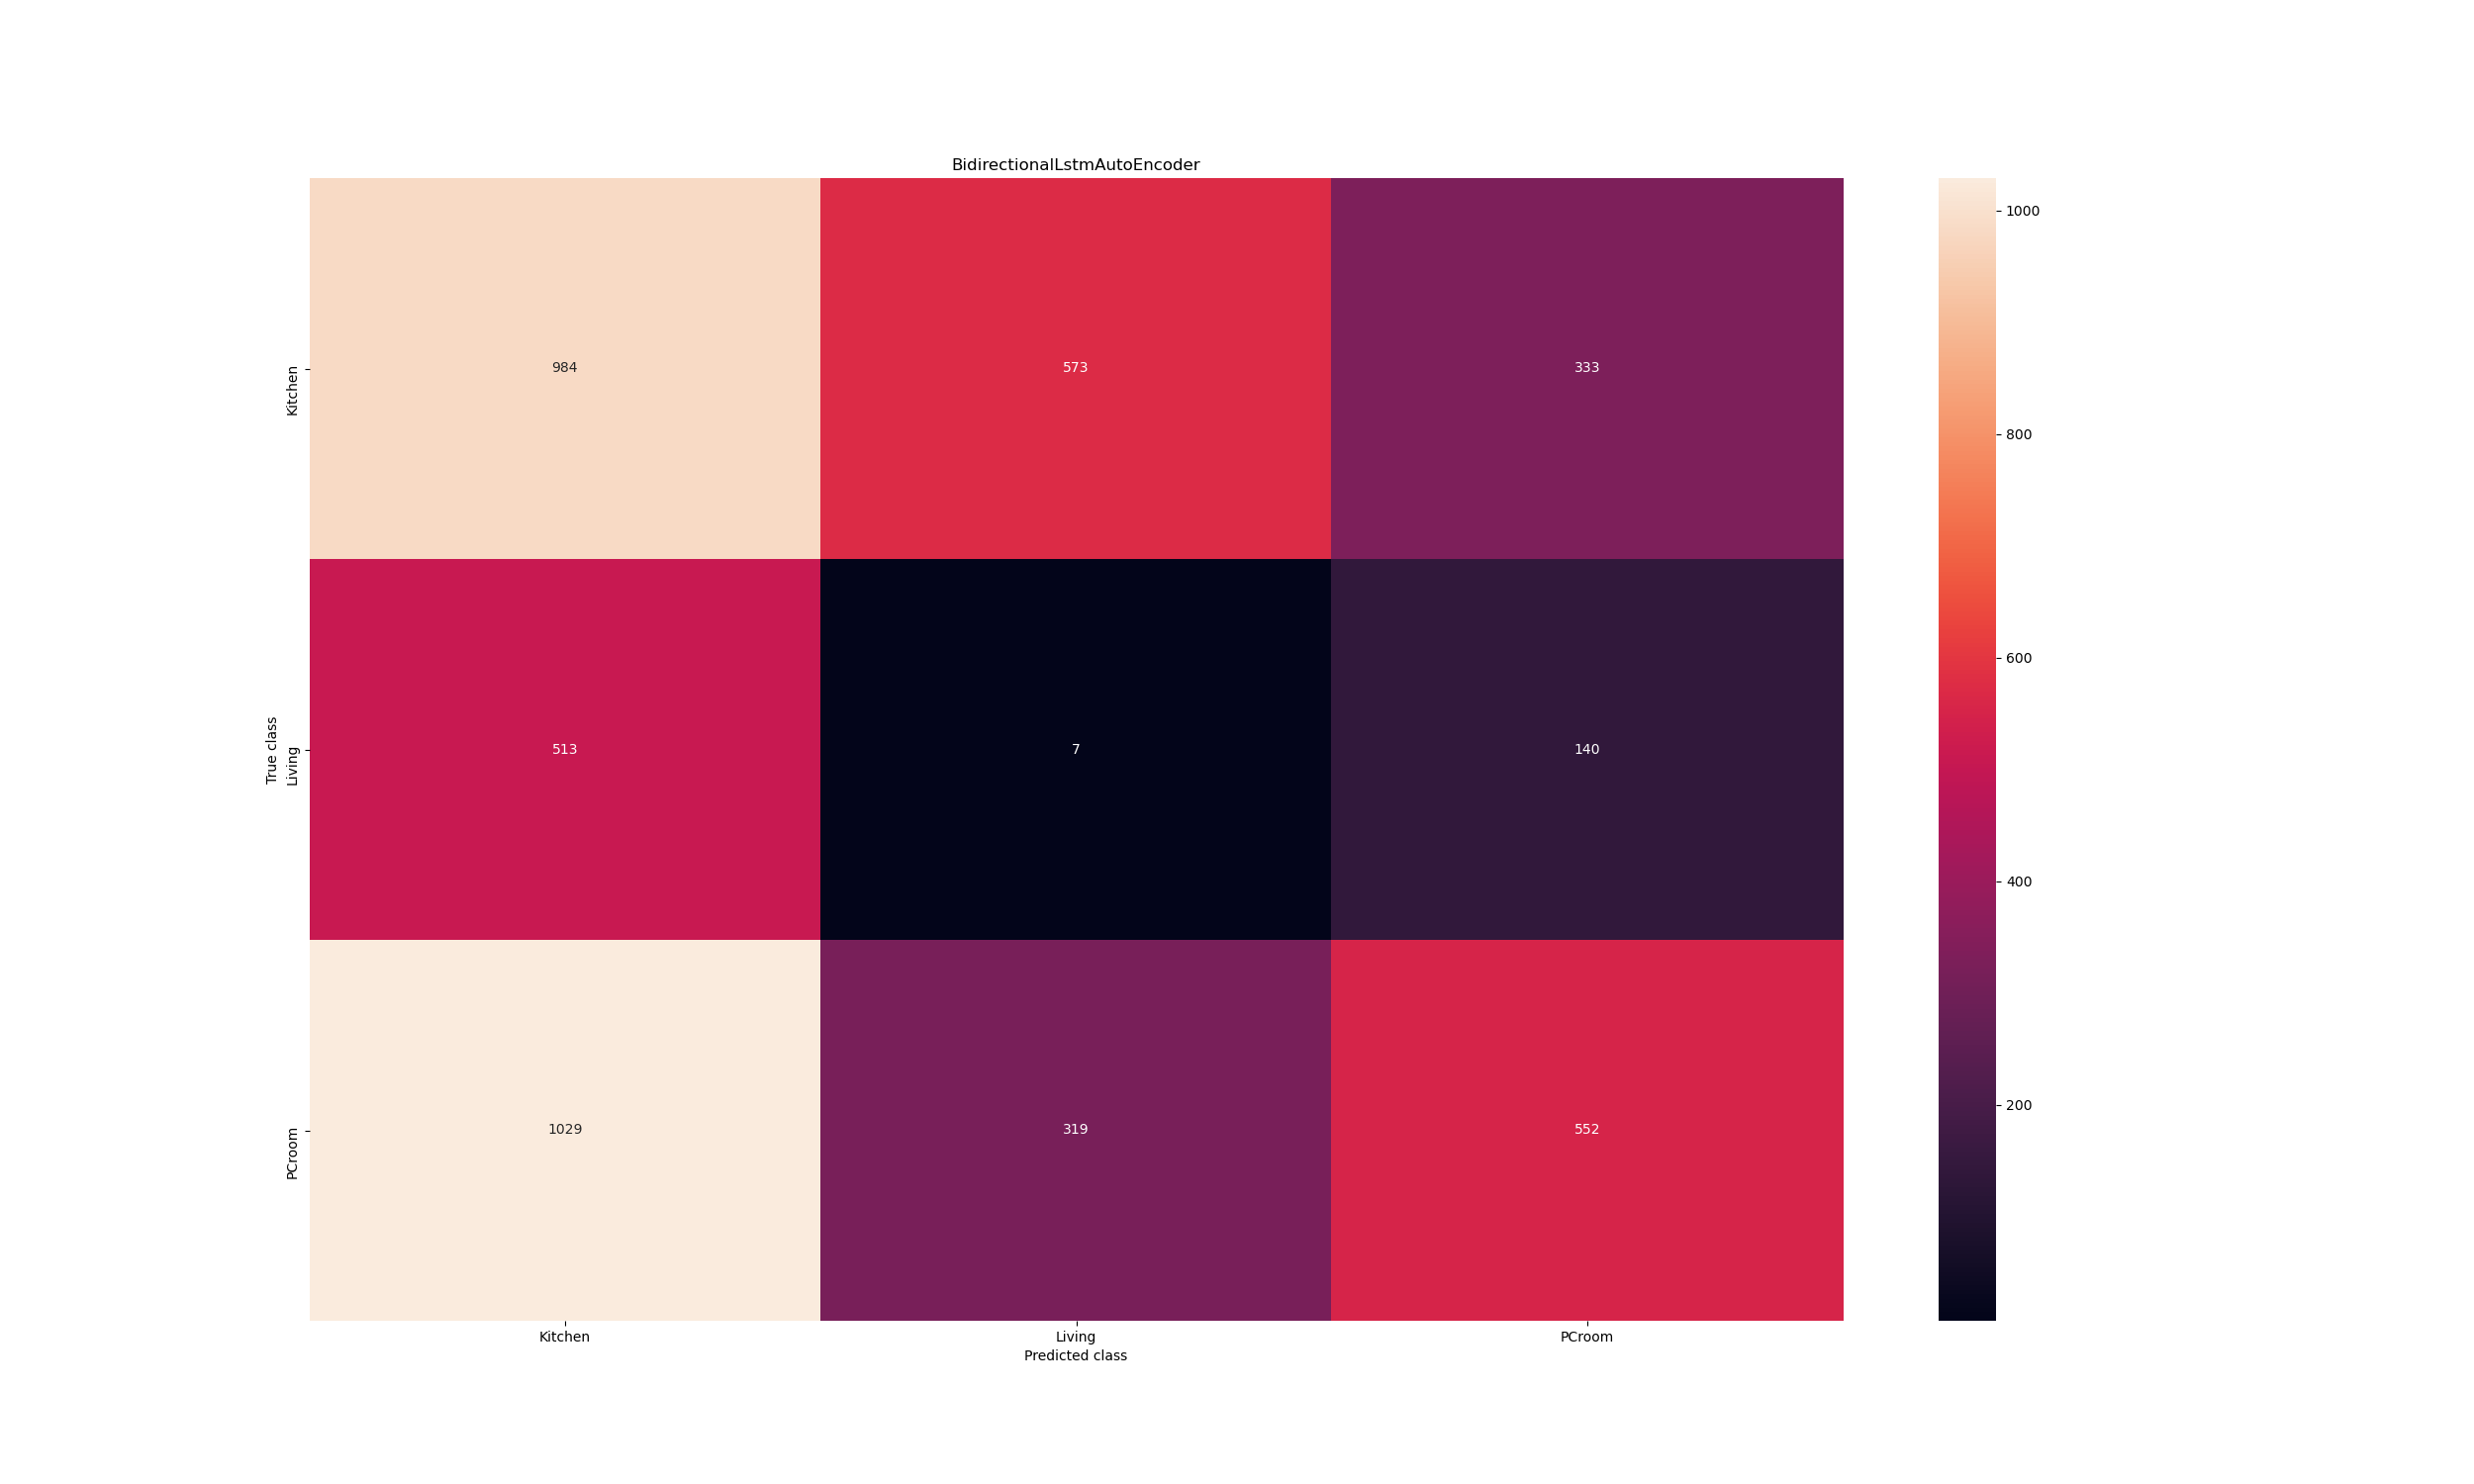 BidirectionalLstmAutoEncoder
1000
800
600
400
200
True class
Kitchen
984 573 333
Living
513 7 140
PCroom
1029 319 552
Kitchen Living PCroom
Predicted class